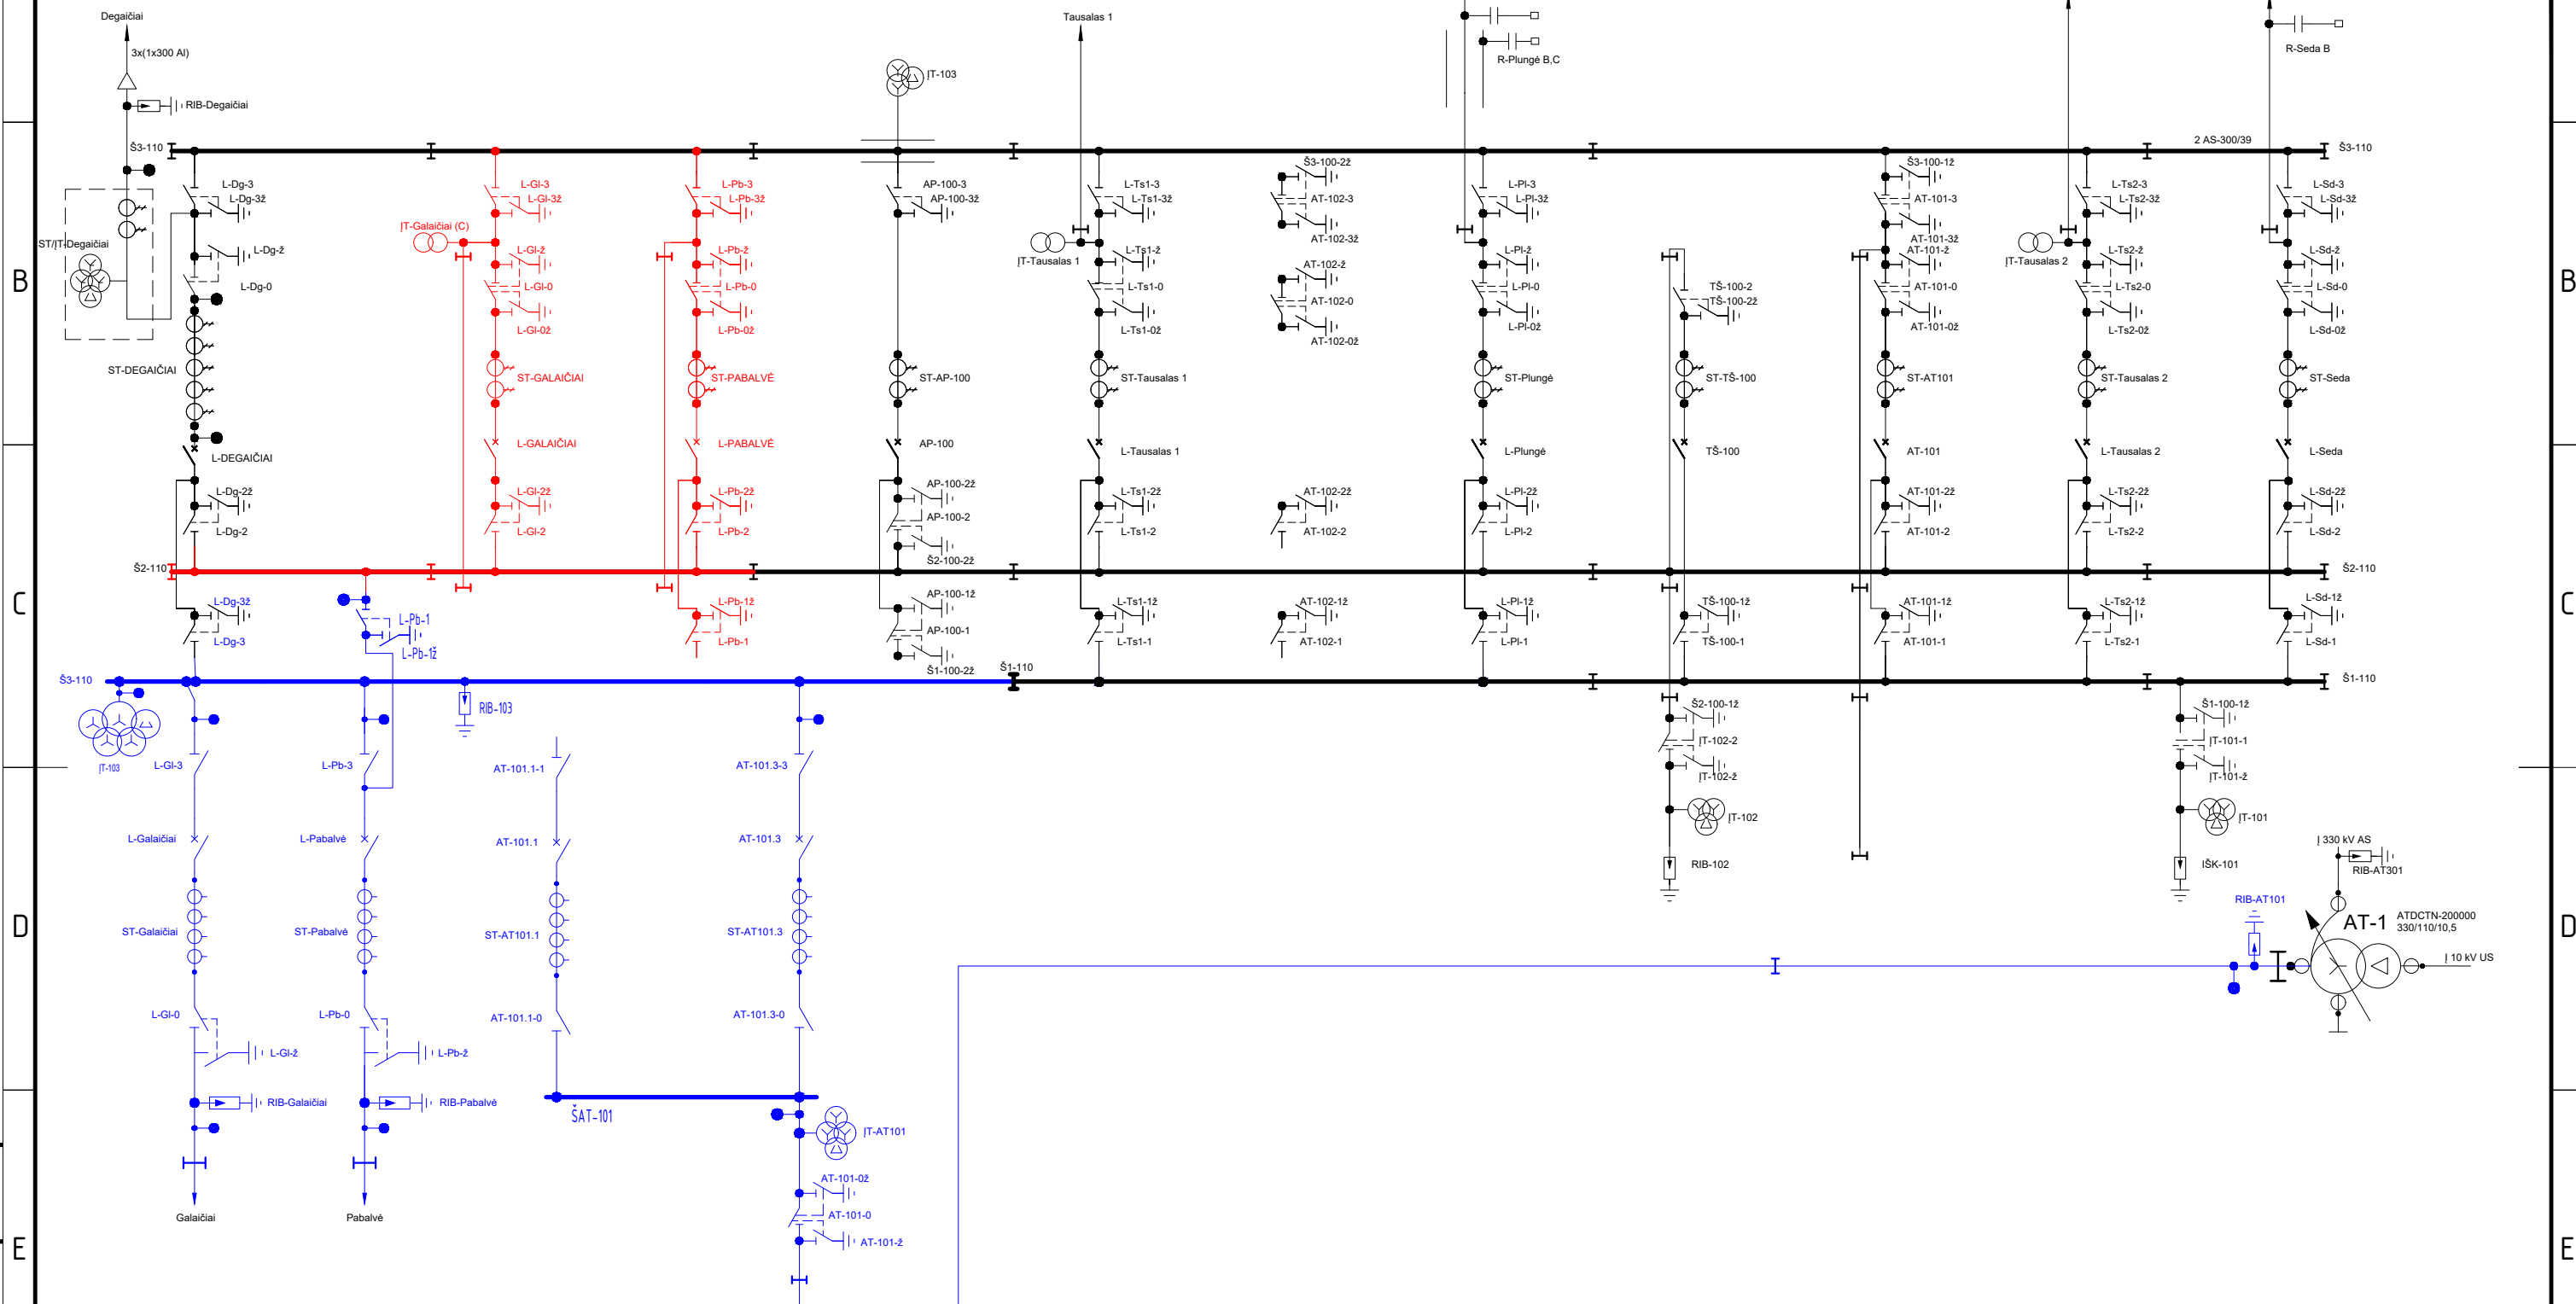 Degaičiai
3x(1x300 Al)
RIB-Degaičiai
Š3-110
ST/ĮT-Degaičiai
L-Dg-3
L-Dg-3ž
L-Dg-ž
L-Dg-0
ST-DEGAIČIAI
L-DEGAIČIAI
L-Dg-2ž
L-Dg-2
Š2-110
L-Dg-3ž
L-Dg-3
L-Gl-3
L-Gl-3ž
ĮT-Galaičiai (C)
L-Gl-ž
L-Gl-0
L-Gl-0ž
ST-GALAIČIAI
L-GALAIČIAI
L-Gl-2ž
L-Gl-2
L-Pb-3
L-Pb-3ž
L-Pb-ž
L-Pb-0
L-Pb-0ž
ST-PABALVĖ
L-PABALVĖ
L-Pb-2ž
L-Pb-2
L-Pb-1ž
L-Pb-1
L-Pb-1
L-Pb-1ž
ĮT-103
AP-100-3
AP-100-3ž
ST-AP-100
AP-100
AP-100-2ž
AP-100-2
Š2-100-2ž
AP-100-1ž
AP-100-1
Š1-100-2ž
Tausalas 1
L-Ts1-3
L-Ts1-3ž
L-Ts1-ž
ĮT-Tausalas 1
L-Ts1-0
L-Ts1-0ž
ST-Tausalas 1
L-Tausalas 1
L-Ts1-2ž
L-Ts1-2
L-Ts1-1ž
L-Ts1-1
Š3-100-2ž
AT-102-3
AT-102-3ž
AT-102-ž
AT-102-0
AT-102-0ž
AT-102-2ž
AT-102-2
AT-102-1ž
AT-102-1
R-Plungė B,C
L-Pl-3
L-Pl-3ž
L-Pl-ž
L-Pl-0
L-Pl-0ž
ST-Plungė
L-Plungė
L-Pl-2ž
L-Pl-2
L-Pl-1ž
L-Pl-1
TŠ-100-2
TŠ-100-2ž
ST-TŠ-100
TŠ-100
TŠ-100-1ž
TŠ-100-1
Š3-100-1ž
AT-101-3
AT-101-3ž
AT-101-ž
AT-101-0
AT-101-0ž
ST-AT101
AT-101
AT-101-2ž
AT-101-2
AT-101-1ž
AT-101-1
L-Ts2-3
L-Ts2-3ž
L-Ts2-ž
ĮT-Tausalas 2
L-Ts2-0
L-Ts2-0ž
ST-Tausalas 2
L-Tausalas 2
L-Ts2-2ž
L-Ts2-2
L-Ts2-1ž
L-Ts2-1
R-Seda B
2 AS-300/39
Š3-110
L-Sd-3
L-Sd-3ž
L-Sd-ž
L-Sd-0
L-Sd-0ž
ST-Seda
L-Seda
L-Sd-2ž
L-Sd-2
Š2-110
L-Sd-1ž
L-Sd-1
Š3-110
Š1-110
Š1-110
ĮT-103
RIB-103
L-Gl-3
L-Galaičiai
ST-Galaičiai
L-Gl-0
L-Gl-ž
RIB-Galaičiai
Galaičiai
L-Pb-3
L-Pabalvė
ST-Pabalvė
L-Pb-0
L-Pb-ž
RIB-Pabalvė
Pabalvė
AT-101.1-1
AT-101.1
ST-AT101.1
AT-101.1-0
ŠAT-101
AT-101.3-3
AT-101.3
ST-AT101.3
AT-101.3-0
ĮT-AT101
AT-101-0ž
AT-101-0
AT-101-ž
Š2-100-1ž
ĮT-102-2
ĮT-102-ž
ĮT-102
RIB-102
Š1-100-1ž
ĮT-101-1
ĮT-101-ž
ĮT-101
IŠK-101
Į 330 kV AS
RIB-AT301
RIB-AT101
AT-1
ATDCTN-200000
330/110/10,5
Į 10 kV US
B
B
C
C
D
D
E
E